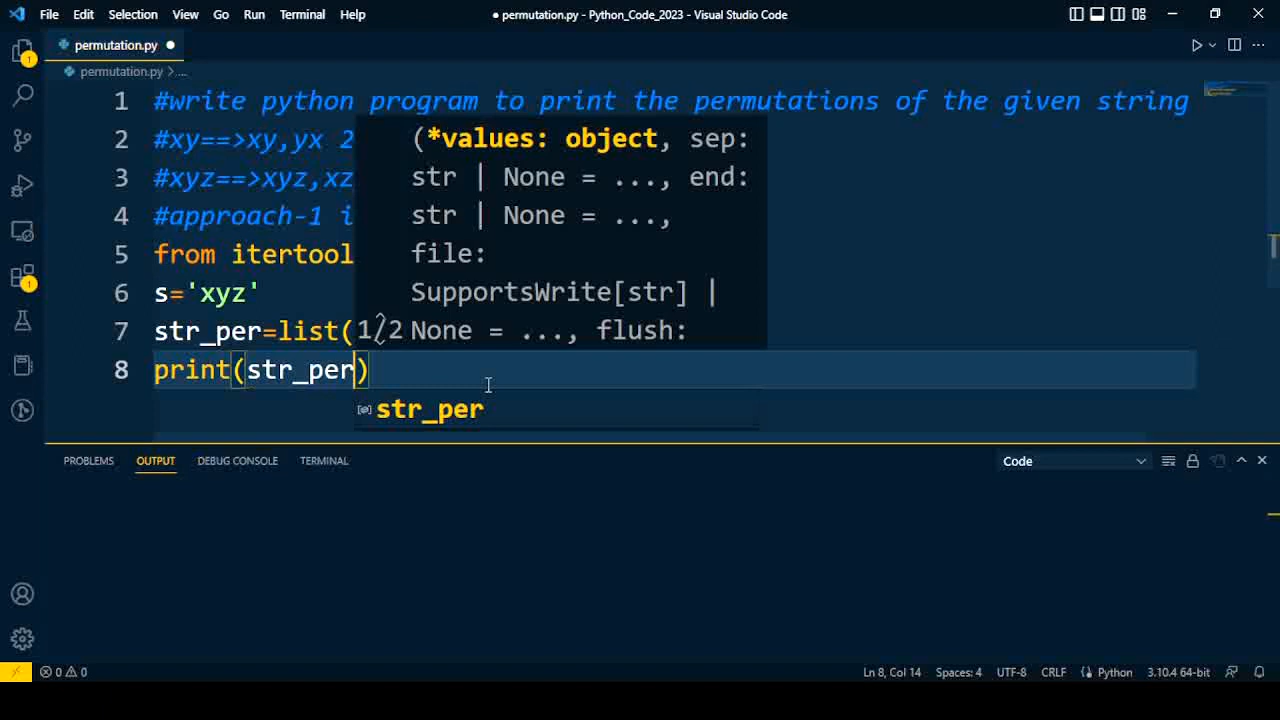 File Edit Selection View Go Run Terminal Help
● permutation.py - Python_Code_2023 - Visual Studio Code
permutation.py ●
permutation.py > ...
1 #write python program to print the permutations of the given string
2 #xy==>xy,yx 2
3 #xyz==>xyz,xz
4 #approach-1 i
5 from itertool
6 s='xyz'
7 str_per=list(
8 print(str_per)
(*values: object, sep:
str | None = ..., end:
str | None = ...,
file:
SupportsWrite[str] |
1/2 None = ..., flush:
str_per
PROBLEMS OUTPUT DEBUG CONSOLE TERMINAL
Code
1
1
0 0
Ln 8, Col 14 Spaces: 4 UTF-8 CRLF Python 3.10.4 64-bit